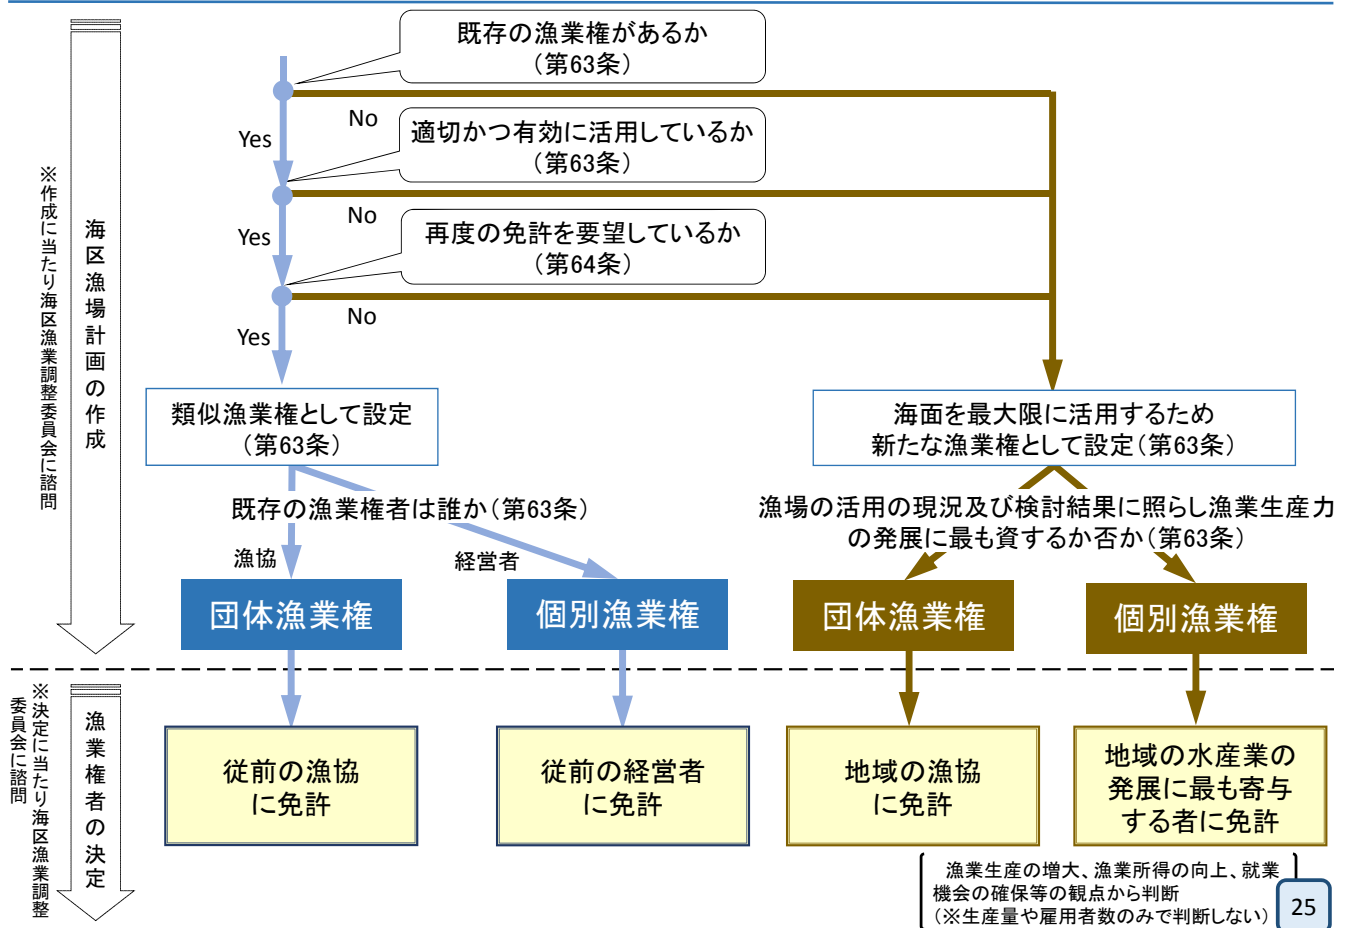 既存の漁業権があるか
（第63条）
No
Yes
適切かつ有効に活用しているか
（第63条）
No
Yes
再度の免許を要望しているか
（第64条）
No
Yes
※作成に当たり海区漁業調整委員会に諮問
海区漁場計画の作成
類似漁業権として設定
（第63条）
海面を最大限に活用するため
新たな漁業権として設定（第63条）
既存の漁業権者は誰か（第63条）
漁場の活用の現況及び検討結果に照らし漁業生産力
の発展に最も資するか否か（第63条）
漁協
経営者
団体漁業権
個別漁業権
団体漁業権
個別漁業権
※決定に当たり海区漁業調整
委員会に諮問
漁業権者の決定
従前の漁協
に免許
従前の経営者
に免許
地域の漁協
に免許
地域の水産業の
発展に最も寄与
する者に免許
漁業生産の増大、漁業所得の向上、就業
機会の確保等の観点から判断
（※生産量や雇用者数のみで判断しない）
25